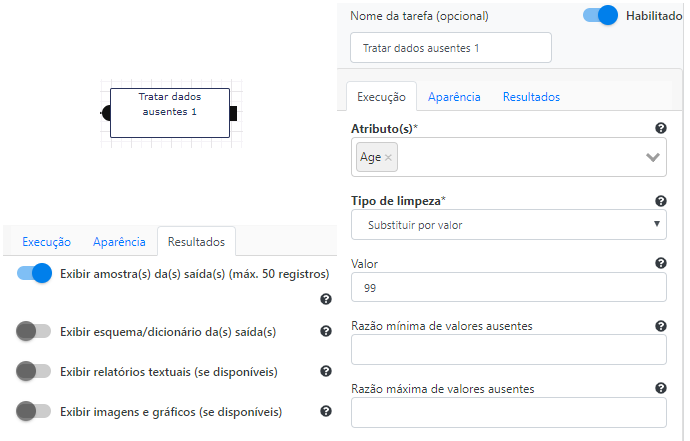 Tratar dados
ausentes 1
Execução Aparência Resultados
Exibir amostra(s) da(s) saída(s) (máx. 50 registros)
Exibir esquema/dicionário da(s) saída(s)
Exibir relatórios textuais (se disponíveis)
Exibir imagens e gráficos (se disponíveis)
Nome da tarefa (opcional) Habilitado
Tratar dados ausentes 1
Execução Aparência Resultados
Atributo(s)*
Age ×
Tipo de limpeza*
Substituir por valor
Valor
99
Razão mínima de valores ausentes
Razão máxima de valores ausentes